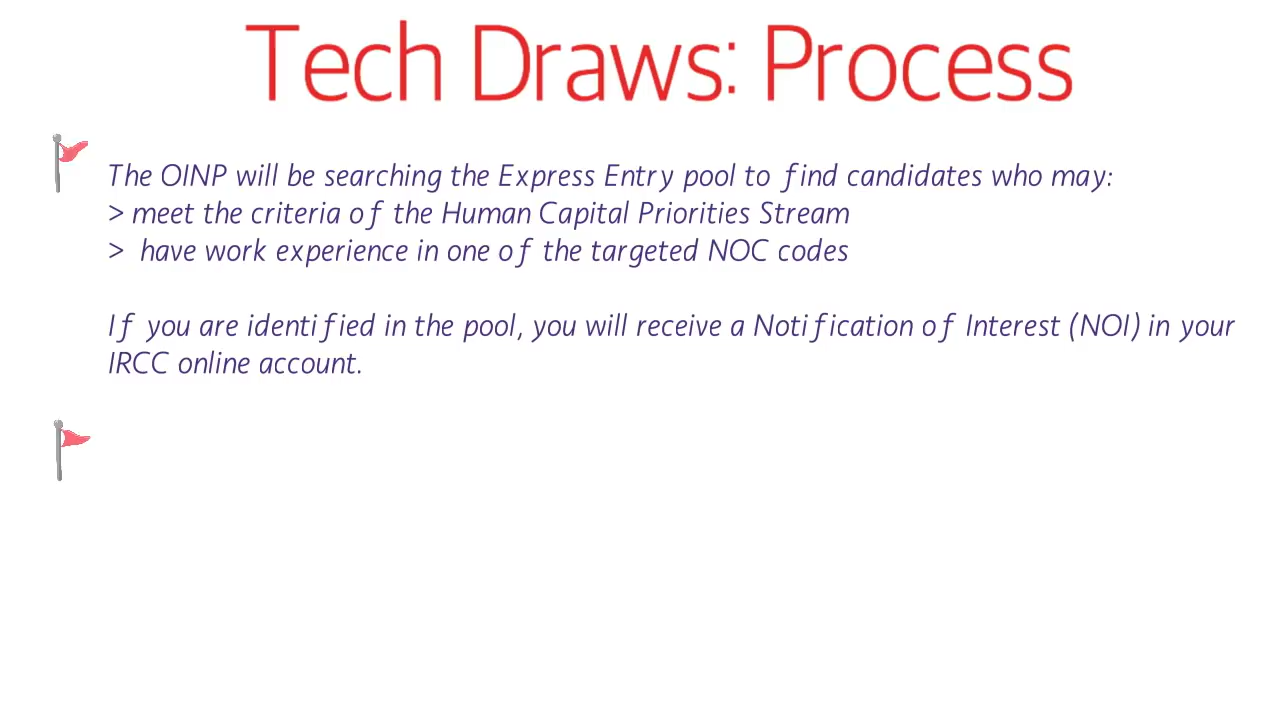 Tech Draws: Process
The OINP will be searching the Express Entry pool to find candidates who may:
> meet the criteria of the Human Capital Priorities Stream
> have work experience in one of the targeted NOC codes
If you are identified in the pool, you will receive a Notification of Interest (NOI) in your
IRCC online account.